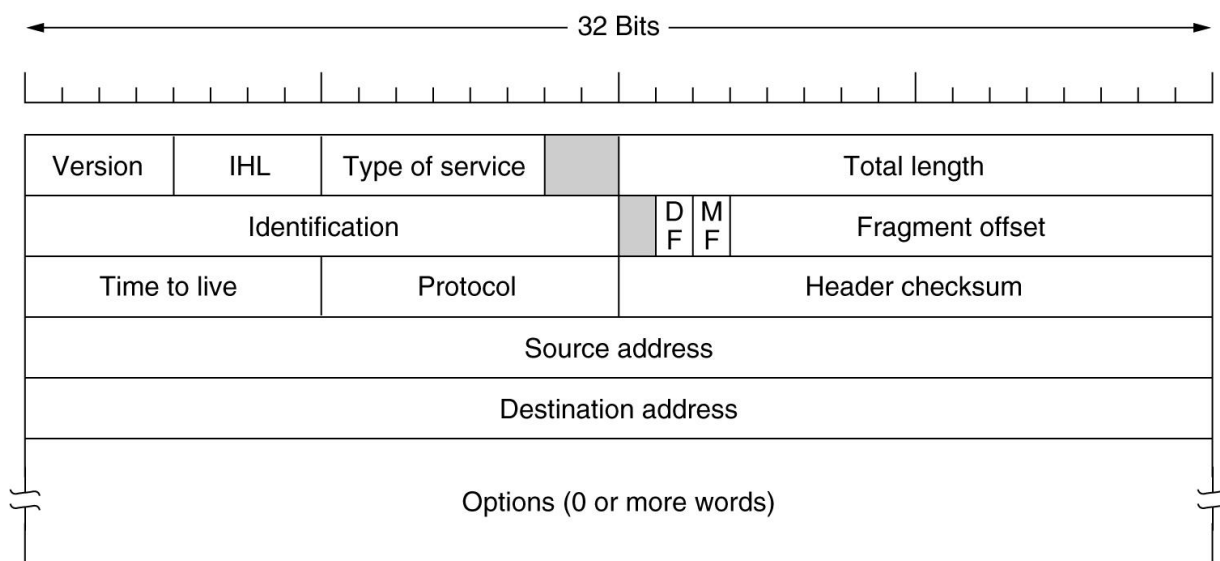 32 Bits
Version IHL Type of service Total length
Identification D F M F Fragment offset
Time to live Protocol Header checksum
Source address
Destination address
Options (0 or more words)